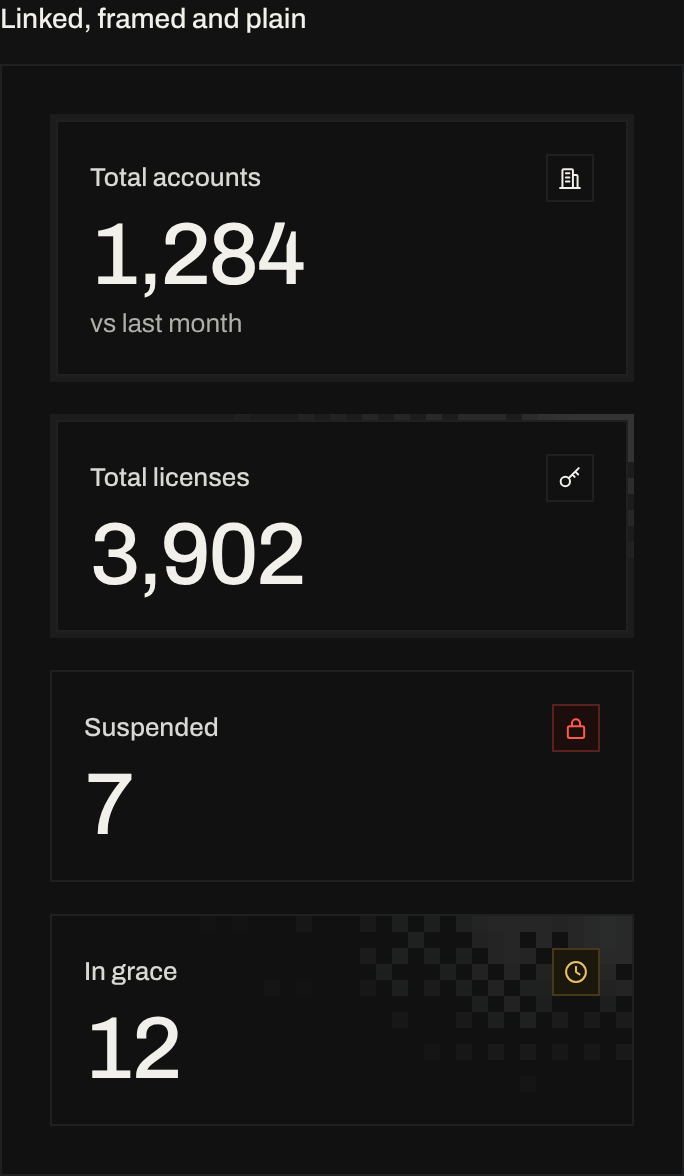 Linked, framed and plain
Total accounts
1,284
vs last month
Total licenses
3,902
Suspended
7
In grace
12